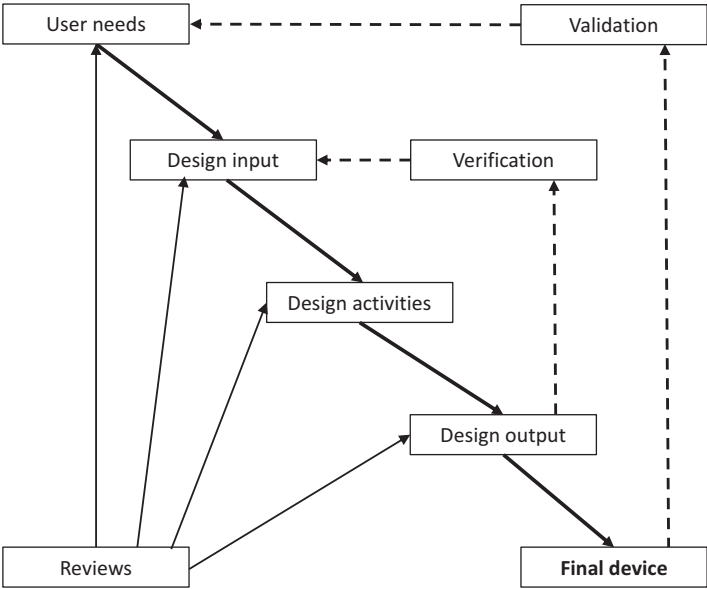 User needs
Validation
Design input
Verification
Design activities
Design output
Reviews
Final device